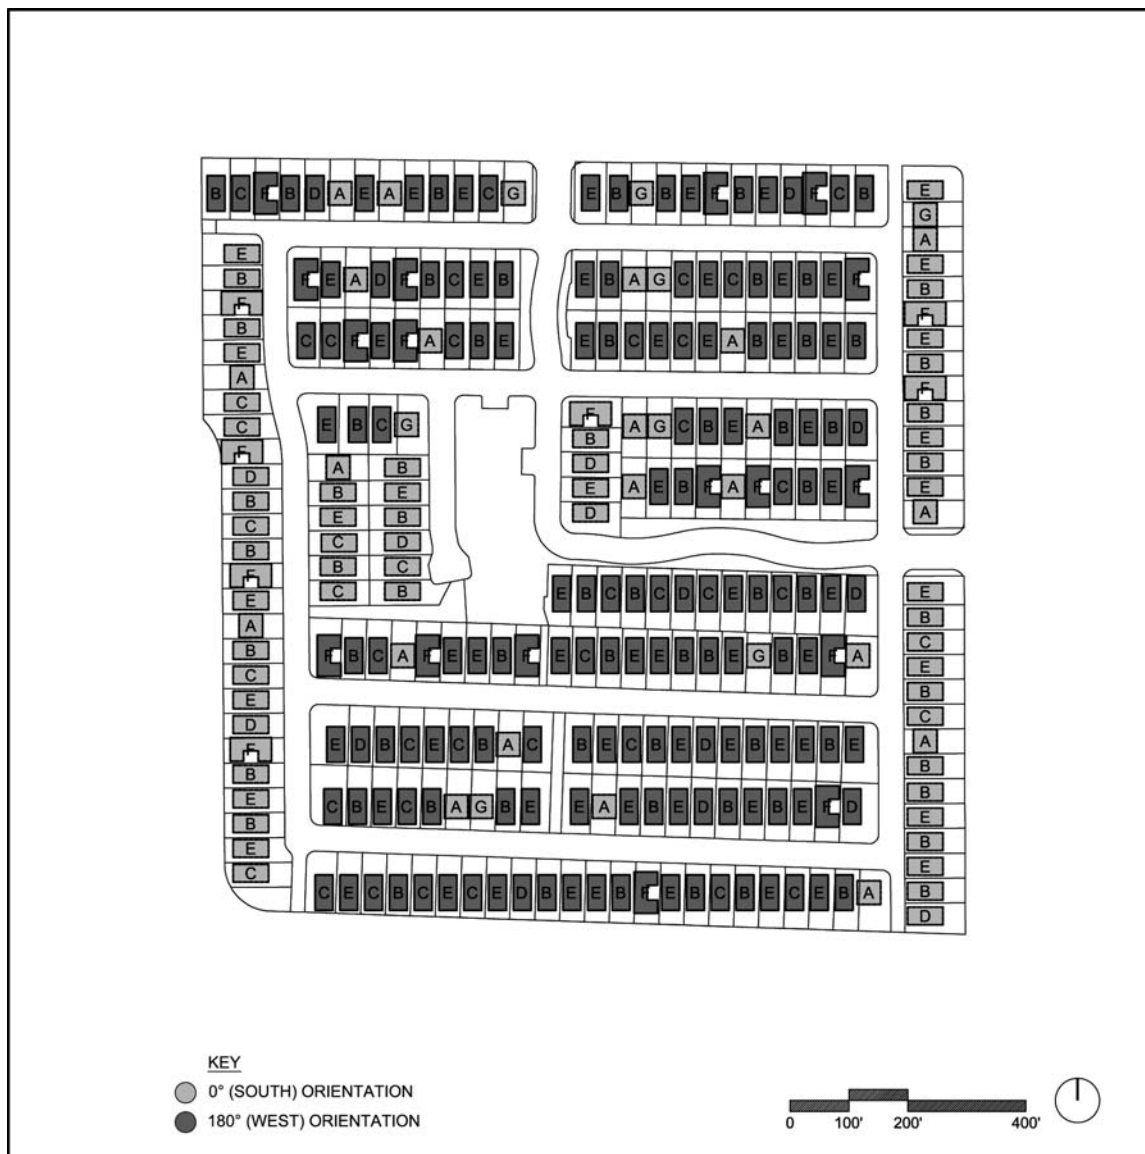 B C F B D A E A E B E C G
E B G B E F B E D F C B
E
G
A
E
B
F
E
B
F
B
E
B
E
A
E
B
F
B
E
A
C
C
F
D
B
C
B
F
E
A
B
C
E
D
F
B
E
B
E
C
F E A D F B C E B
E B A G C E C B E B E F
C C F E F A C B E
E B C E C E A B E B E B
E B C G
A B
B E
E B
C D
B C
C B
F
B
D
E
D
A G C B E A B E B D
A E B F A F C B E F
E B C B C D C E B C B E D
F B C A F E E B F E C B E E B B E G B E F A
E D B C E C B A C
B E C B E D E B E E B E
C B E C B A G B E
E A E B E D B E B E F D
C E C B C E C E D B E E B F E B C B E C E B A
E
B
C
E
B
C
A
B
B
E
B
E
B
D
KEY
0° (SOUTH) ORIENTATION
180° (WEST) ORIENTATION
0 100' 200' 400'